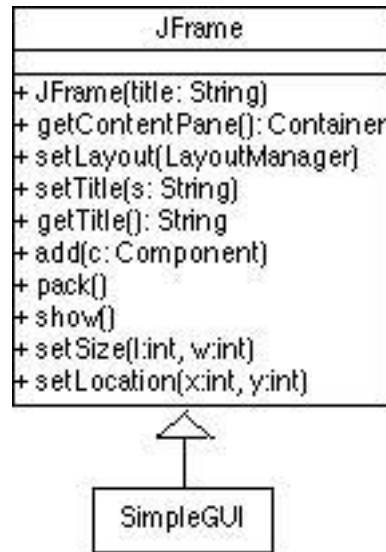 JFrame
+ JFrame(title: String)
+ getContentPane(): Container
+ setLayout(LayoutManager)
+ setTitle(s: String)
+ getTitle(): String
+ add(c: Component)
+ pack()
+ show()
+ setSize(l:int, w:int)
+ setLocation(x:int, y:int)
SimpleGUI